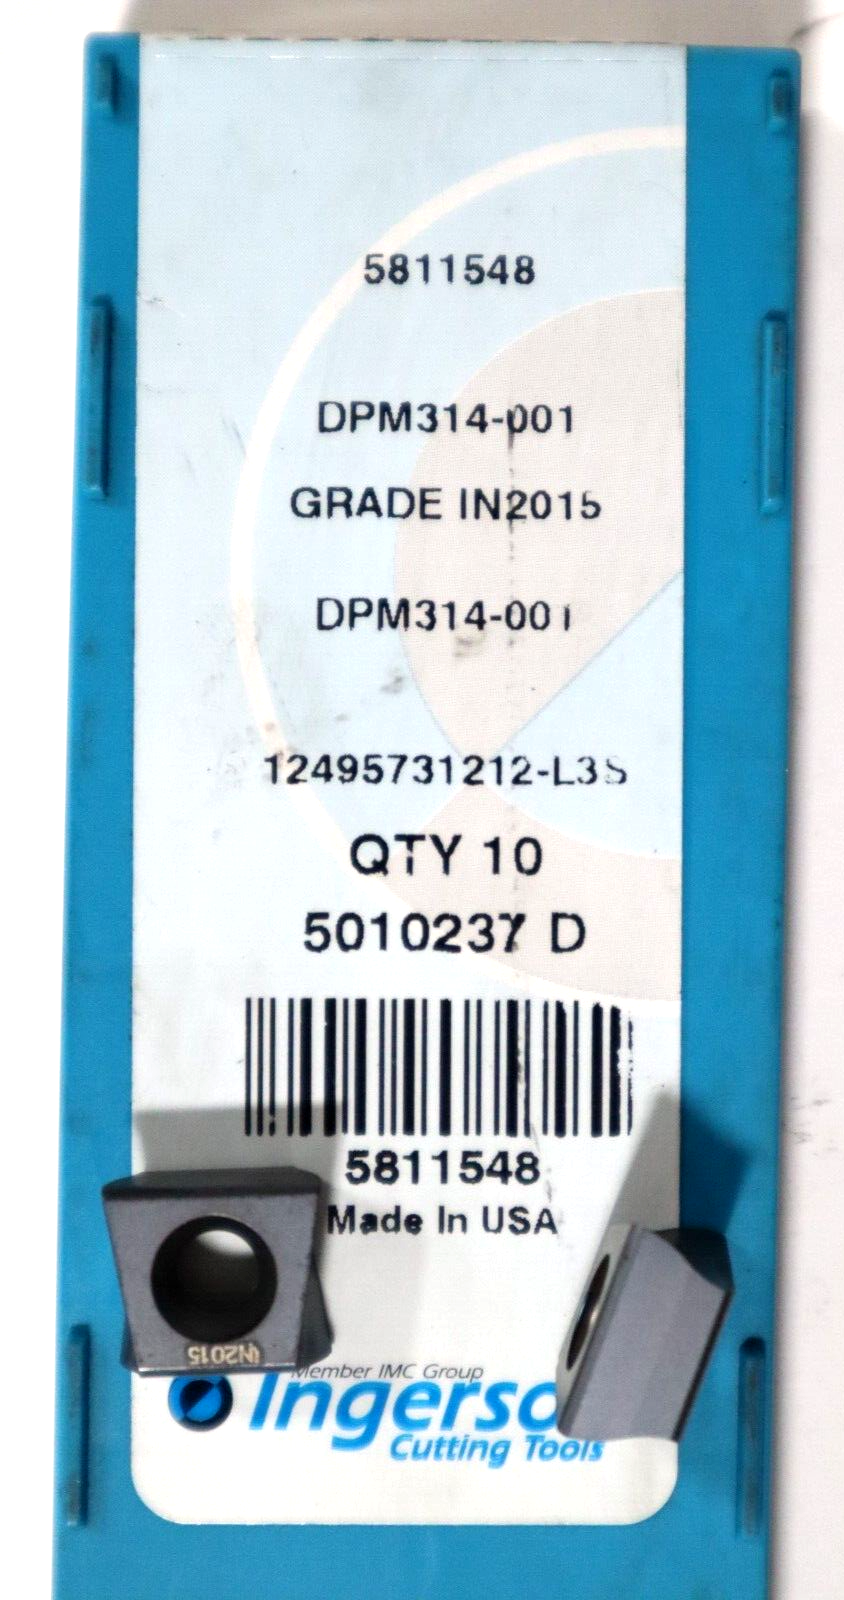 5811548
DPM314-001
GRADE IN2015
DPM314-001
12495731212-L3S
QTY 10
5010237 D
5811548
Made In USA
IN2015
Member IMC Group
Ingerso
Cutting Tools